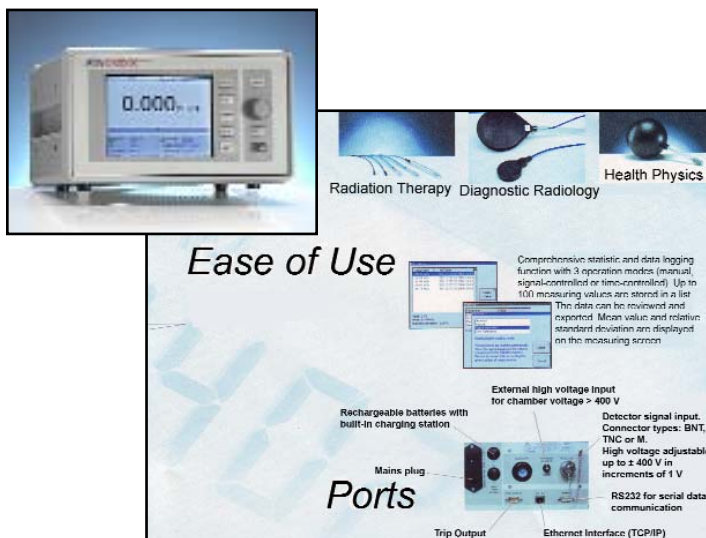 0.000
Radiation Therapy
Diagnostic Radiology
Health Physics
Ease of Use
Comprehensive statistic and data logging
function with 3 operation modes (manual,
signal-controlled or time-controlled). Up to
100 measuring values are stored in a list.
The data can be reviewed and
exported. Mean value and relative
standard deviation are displayed
on the measuring screen
External high voltage input
for chamber voltage > 400 V
Rechargeable batteries with
built-in charging station
Detector signal input.
Connector types: BNT,
TNC or M.
High voltage adjustable
up to ± 400 V in
increments of 1 V
Mains plug
Ports
RS232 for serial data
communication
Trip Output
Ethernet Interface (TCP/IP)